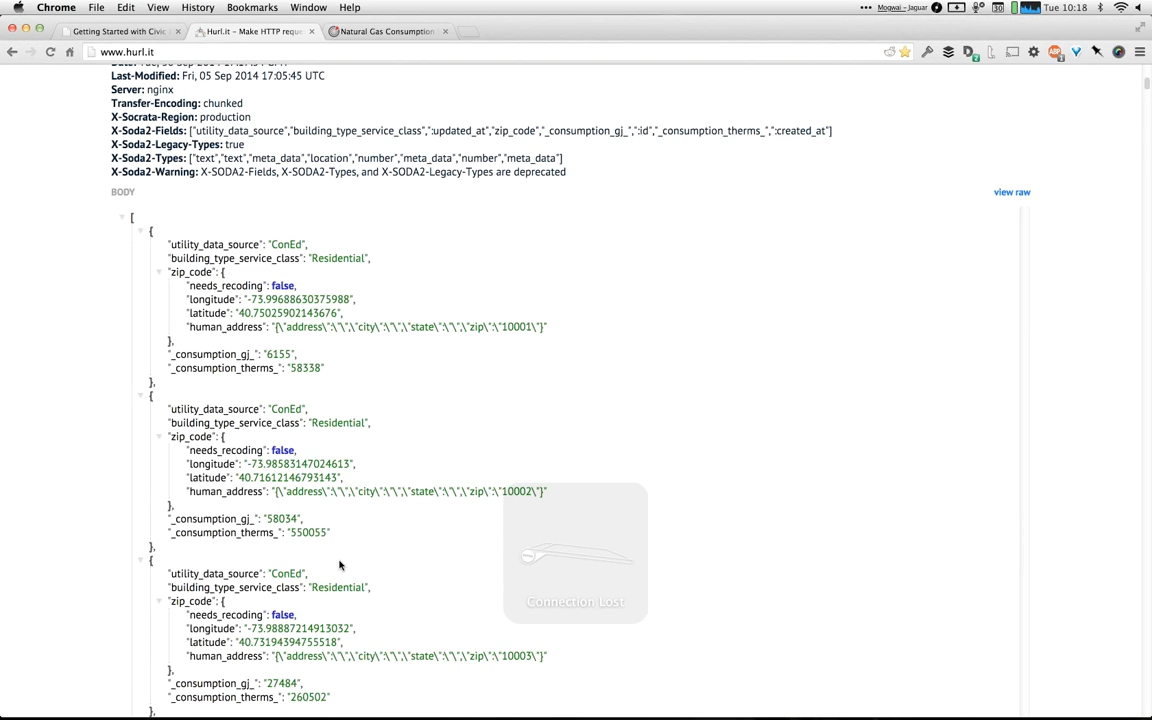 Chrome File Edit View History Bookmarks Window Help ••• Mogwai – Jaguar 30 Tue 10:18
Getting Started with Civic × Hurl.it – Make HTTP reque × Natural Gas Consumption ×
www.hurl.it
Last-Modified: Fri, 05 Sep 2014 17:05:45 UTC
Server: nginx
Transfer-Encoding: chunked
X-Socrata-Region: production
X-Soda2-Fields: ["utility_data_source","building_type_service_class",":updated_at","zip_code","_consumption_gj_",":id","_consumption_therms_",":created_at"]
X-Soda2-Legacy-Types: true
X-Soda2-Types: ["text","text","meta_data","location","number","meta_data","number","meta_data"]
X-Soda2-Warning: X-SODA2-Fields, X-SODA2-Types, and X-SODA2-Legacy-Types are deprecated
BODY view raw
[
{
"utility_data_source": "ConEd",
"building_type_service_class": "Residential",
"zip_code": {
"needs_recoding": false,
"longitude": "-73.99688630375988",
"latitude": "40.75025902143676",
"human_address": "{\"address\":\"\",\"city\":\"\",\"state\":\"\",\"zip\":\"10001\"}"
},
"_consumption_gj_": "6155",
"_consumption_therms_": "58338"
},
{
"utility_data_source": "ConEd",
"building_type_service_class": "Residential",
"zip_code": {
"needs_recoding": false,
"longitude": "-73.98583147024613",
"latitude": "40.71612146793143",
"human_address": "{\"address\":\"\",\"city\":\"\",\"state\":\"\",\"zip\":\"10002\"}"
},
"_consumption_gj_": "58034",
"_consumption_therms_": "550055"
},
{
"utility_data_source": "ConEd",
"building_type_service_class": "Residential",
"zip_code": {
"needs_recoding": false,
"longitude": "-73.98887214913032",
"latitude": "40.73194394755518",
"human_address": "{\"address\":\"\",\"city\":\"\",\"state\":\"\",\"zip\":\"10003\"}"
},
"_consumption_gj_": "27484",
"_consumption_therms_": "260502"
},
Connection Lost